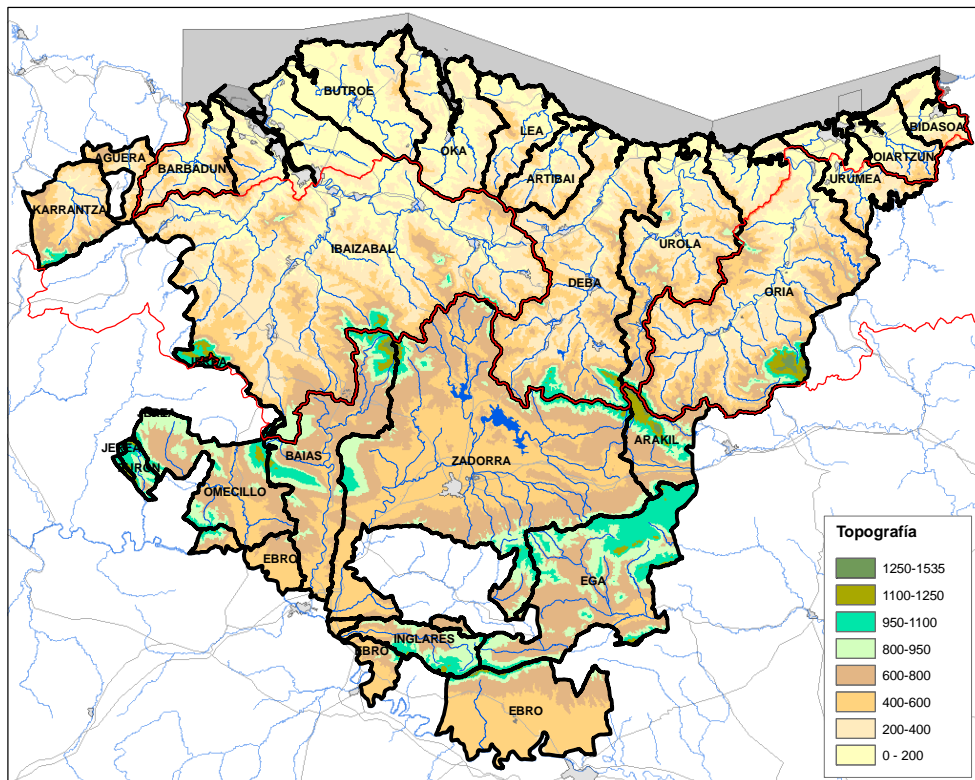 BUTROE
BIDASOA
LEA
OKA
OIARTZUN
AGUERA
BARBADUN
ARTIBAI
URUMEA
KARRANTZA
IBAIZABAL
UROLA
DEBA
ORIA
JEREA
PURON
BAIAS
ARAKIL
ZADORRA
OMECILLO
EBRO
EGA
INGLARES
EBRO
EBRO
Topografía
1250-1535
1100-1250
950-1100
800-950
600-800
400-600
200-400
0 - 200